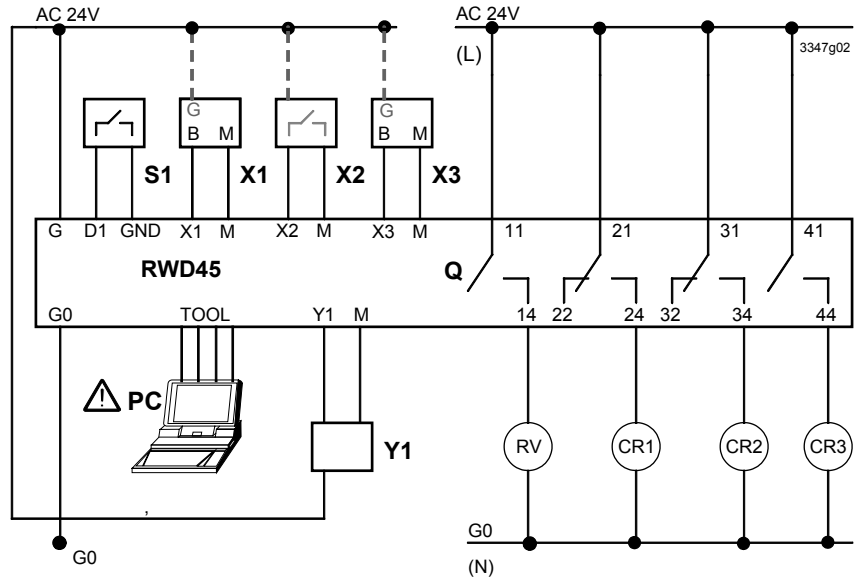 AC 24V AC 24V
(L) 3347g02
G G
B M B M
S1 X1 X2 X3
G D1 GND X1 M X2 M X3 M 11 21 31 41
RWD45 Q
G0 TOOL Y1 M 14 22 24 32 34 44
PC
Y1 RV CR1 CR2 CR3
,
G0
G0
(N)